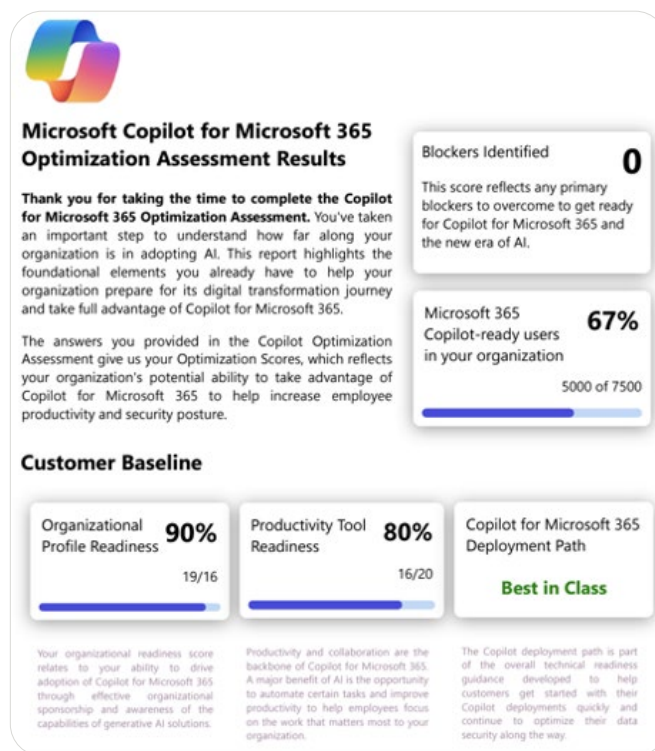 Microsoft Copilot for Microsoft 365
Optimization Assessment Results
Thank you for taking the time to complete the Copilot
for Microsoft 365 Optimization Assessment. You've taken
an important step to understand how far along your
organization is in adopting AI. This report highlights the
foundational elements you already have to help your
organization prepare for its digital transformation journey
and take full advantage of Copilot for Microsoft 365.
The answers you provided in the Copilot Optimization
Assessment give us your Optimization Scores, which reflects
your organization's potential ability to take advantage of
Copilot for Microsoft 365 to help increase employee
productivity and security posture.
Blockers Identified 0
This score reflects any primary
blockers to overcome to get ready
for Copilot for Microsoft 365 and
the new era of AI.
Microsoft 365
Copilot-ready users
in your organization
67%
5000 of 7500
Customer Baseline
Organizational
Profile Readiness
90%
19/16
Productivity Tool
Readiness
80%
16/20
Copilot for Microsoft 365
Deployment Path
Best in Class
Your organizational readiness score
relates to your ability to drive
adoption of Copilot for Microsoft 365
through effective organizational
sponsorship and awareness of the
capabilities of generative AI solutions.
Productivity and collaboration are the
backbone of Copilot for Microsoft 365.
A major benefit of AI is the opportunity
to automate certain tasks and improve
productivity to help employees focus
on the work that matters most to your
organization.
The Copilot deployment path is part
of the overall technical readiness
guidance developed to help
customers get started with their
Copilot deployments quickly and
continue to optimize their data
security along the way.